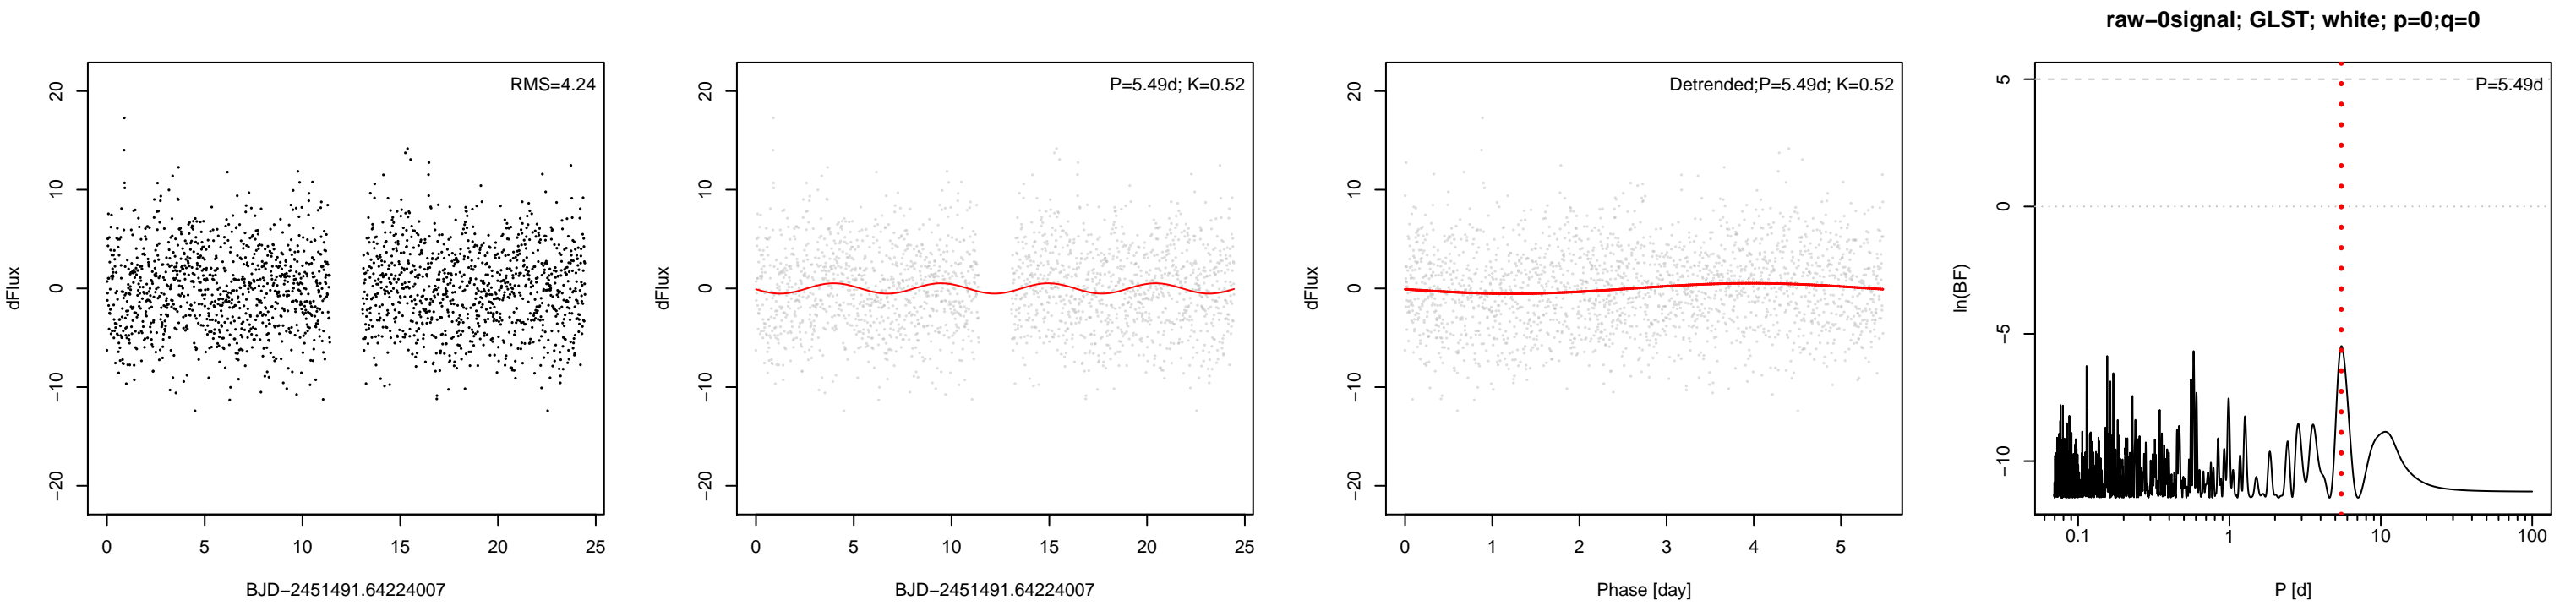 raw−0signal; GLST; white; p=0;q=0
RMS=4.24
dFlux
20
10
0
−10
−20
0 5 10 15 20 25
BJD−2451491.64224007
P=5.49d; K=0.52
dFlux
20
10
0
−10
−20
0 5 10 15 20 25
BJD−2451491.64224007
Detrended;P=5.49d; K=0.52
dFlux
20
10
0
−10
−20
0 1 2 3 4 5
Phase [day]
P=5.49d
ln(BF)
5
0
−5
−10
0.1 1 10 100
P [d]